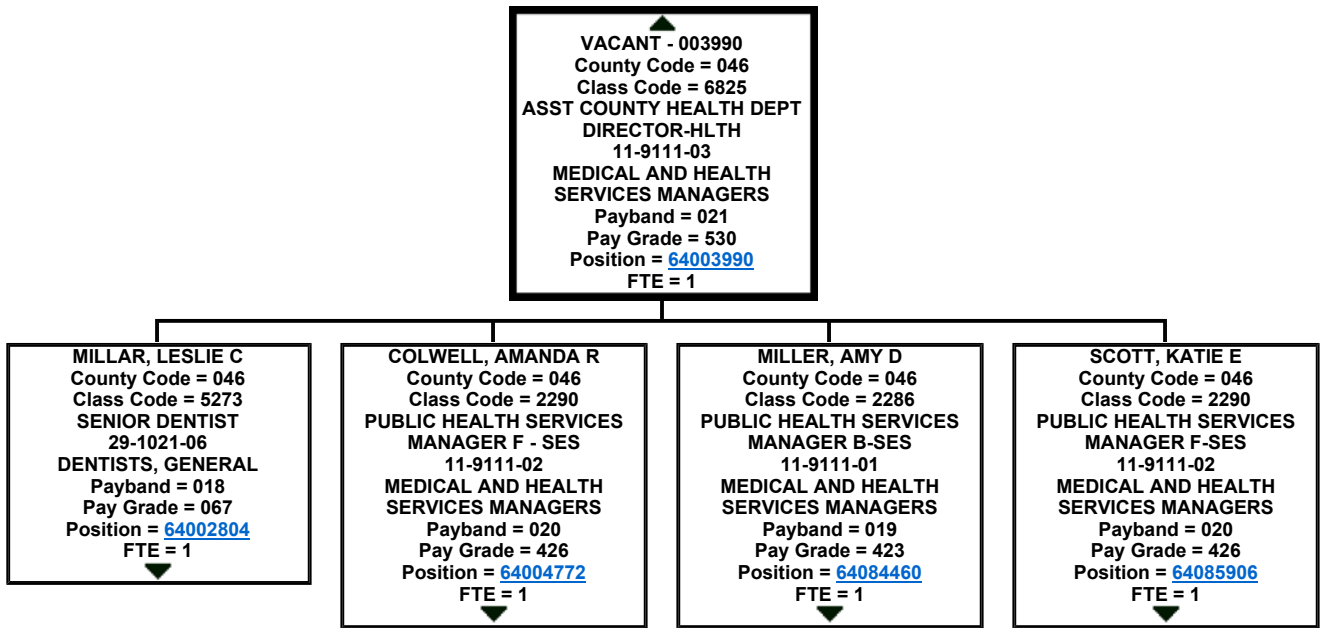 VACANT - 003990
County Code = 046
Class Code = 6825
ASST COUNTY HEALTH DEPT
DIRECTOR-HLTH
11-9111-03
MEDICAL AND HEALTH
SERVICES MANAGERS
Payband = 021
Pay Grade = 530
Position = 64003990
FTE = 1
MILLAR, LESLIE C
County Code = 046
Class Code = 5273
SENIOR DENTIST
29-1021-06
DENTISTS, GENERAL
Payband = 018
Pay Grade = 067
Position = 64002804
FTE = 1
COLWELL, AMANDA R
County Code = 046
Class Code = 2290
PUBLIC HEALTH SERVICES
MANAGER F - SES
11-9111-02
MEDICAL AND HEALTH
SERVICES MANAGERS
Payband = 020
Pay Grade = 426
Position = 64004772
FTE = 1
MILLER, AMY D
County Code = 046
Class Code = 2286
PUBLIC HEALTH SERVICES
MANAGER B-SES
11-9111-01
MEDICAL AND HEALTH
SERVICES MANAGERS
Payband = 019
Pay Grade = 423
Position = 64084460
FTE = 1
SCOTT, KATIE E
County Code = 046
Class Code = 2290
PUBLIC HEALTH SERVICES
MANAGER F-SES
11-9111-02
MEDICAL AND HEALTH
SERVICES MANAGERS
Payband = 020
Pay Grade = 426
Position = 64085906
FTE = 1